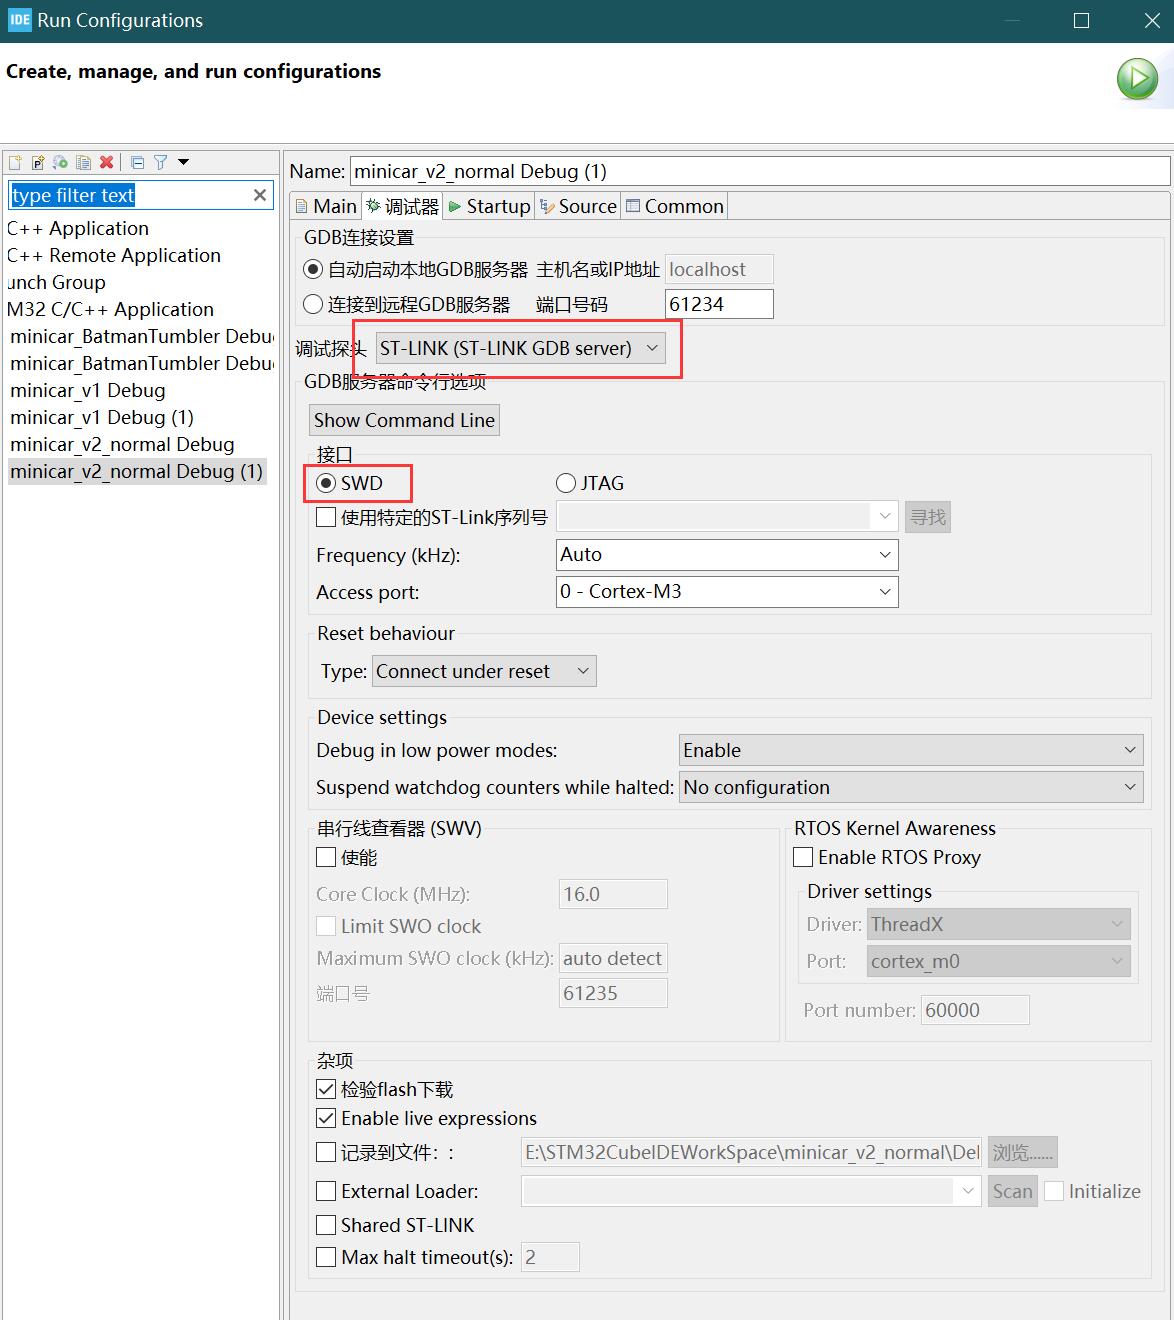 IDE Run Configurations
Create, manage, and run configurations
type filter text
C++ Application
C++ Remote Application
unch Group
M32 C/C++ Application
minicar_BatmanTumbler Debu
minicar_BatmanTumbler Debu
minicar_v1 Debug
minicar_v1 Debug (1)
minicar_v2_normal Debug
minicar_v2_normal Debug (1)
Name: minicar_v2_normal Debug (1)
Main 调试器 Startup Source Common
GDB连接设置
自动启动本地GDB服务器 主机名或IP地址 localhost
连接到远程GDB服务器 端口号码 61234
调试探头 ST-LINK (ST-LINK GDB server)
GDB服务器命令行选项
Show Command Line
接口
SWD JTAG
使用特定的ST-Link序列号 寻找
Frequency (kHz): Auto
Access port: 0 - Cortex-M3
Reset behaviour
Type: Connect under reset
Device settings
Debug in low power modes: Enable
Suspend watchdog counters while halted: No configuration
串行线查看器 (SWV)
使能
Core Clock (MHz): 16.0
Limit SWO clock
Maximum SWO clock (kHz): auto detect
端口号 61235
RTOS Kernel Awareness
Enable RTOS Proxy
Driver settings
Driver: ThreadX
Port: cortex_m0
Port number: 60000
杂项
检验flash下载
Enable live expressions
记录到文件：: E:\STM32CubeIDEWorkSpace\minicar_v2_normal\Del 浏览......
External Loader: Scan Initialize
Shared ST-LINK
Max halt timeout(s): 2